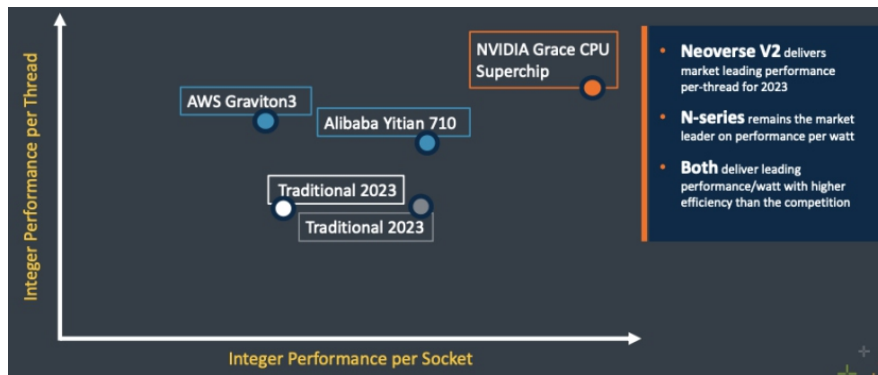 Integer Performance per Thread
NVIDIA Grace CPU
Superchip
AWS Graviton3
Alibaba Yitian 710
Traditional 2023
Traditional 2023
Integer Performance per Socket
• Neoverse V2 delivers
market leading performance
per-thread for 2023
• N-series remains the market
leader on performance per watt
• Both deliver leading
performance/watt with higher
efficiency than the competition